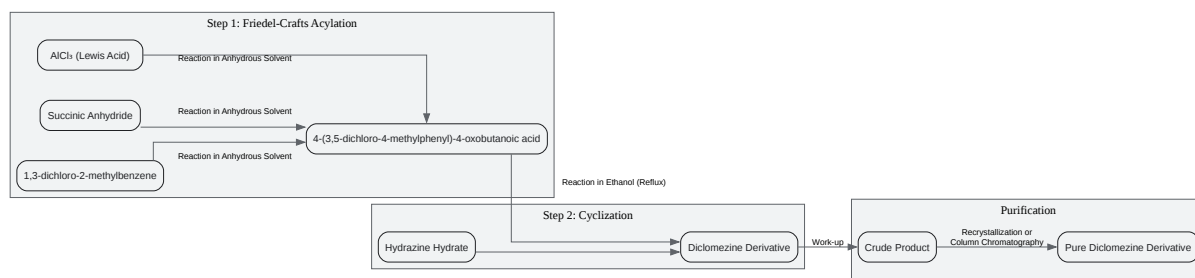 Step 1: Friedel-Crafts Acylation
AlCl₃ (Lewis Acid)
Reaction in Anhydrous Solvent
Succinic Anhydride
Reaction in Anhydrous Solvent
4-(3,5-dichloro-4-methylphenyl)-4-oxobutanoic acid
Reaction in Anhydrous Solvent
1,3-dichloro-2-methylbenzene
Reaction in Ethanol (Reflux)
Step 2: Cyclization
Hydrazine Hydrate
Diclomezine Derivative
Work-up
Purification
Crude Product
Recrystallization or
Column Chromatography
Pure Diclomezine Derivative